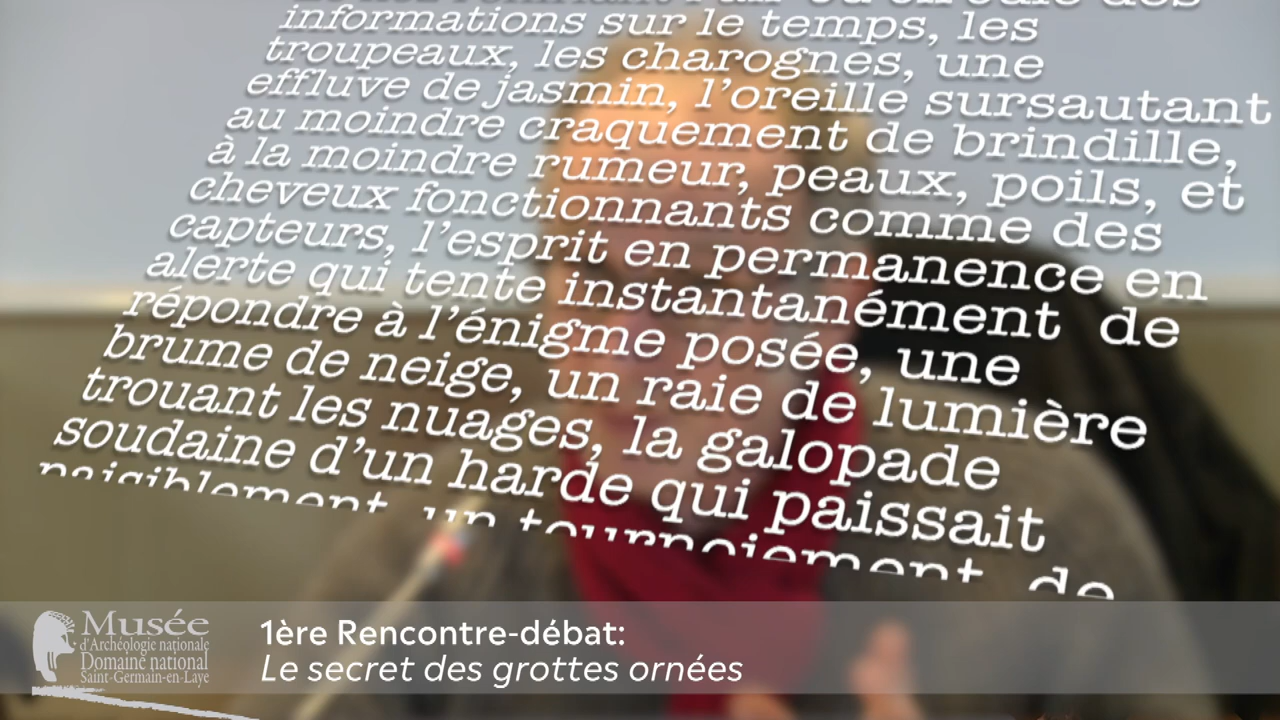 informations sur le temps, les
troupeaux, les charognes, une
effluve de jasmin, l'oreille sursautant
au moindre craquement de brindille,
à la moindre rumeur, peaux, poils, et
cheveux fonctionnants comme des
capteurs, l'esprit en permanence en
alerte qui tente instantanément de
répondre à l'énigme posée, une
brume de neige, un raie de lumière
trouant les nuages, la galopade
soudaine d'un harde qui paissait
paisiblement, un tournoiement de
Musée
d'Archéologie nationale
Domaine national
Saint-Germain-en-Laye
1ère Rencontre-débat:
Le secret des grottes ornées